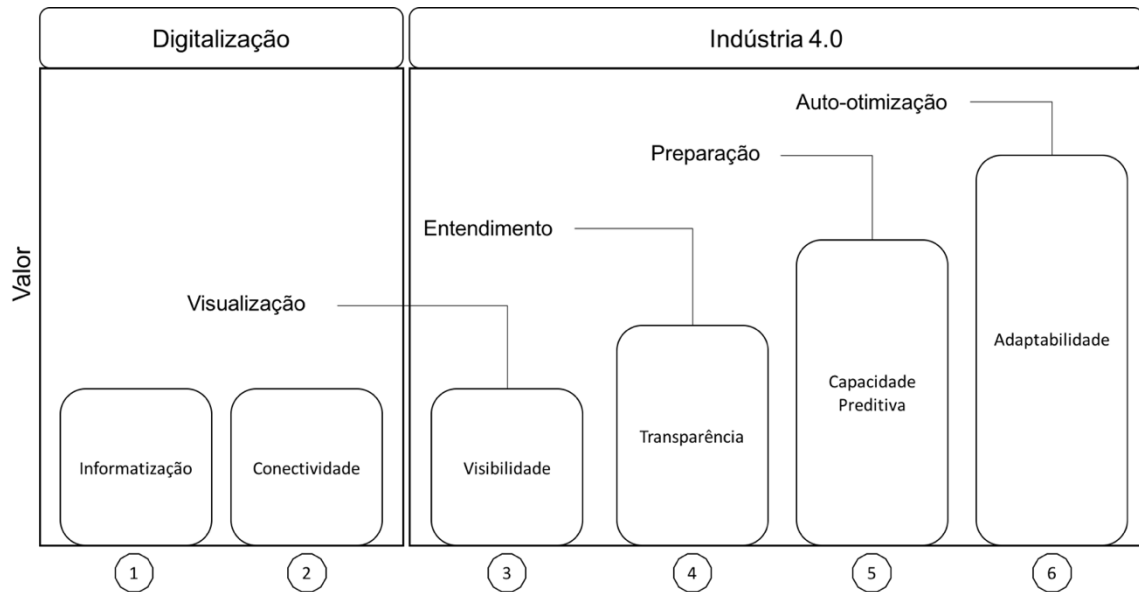 Digitalização
Indústria 4.0
Valor
Auto-otimização
Preparação
Entendimento
Visualização
Informatização
Conectividade
Visibilidade
Transparência
Capacidade
Preditiva
Adaptabilidade
1
2
3
4
5
6